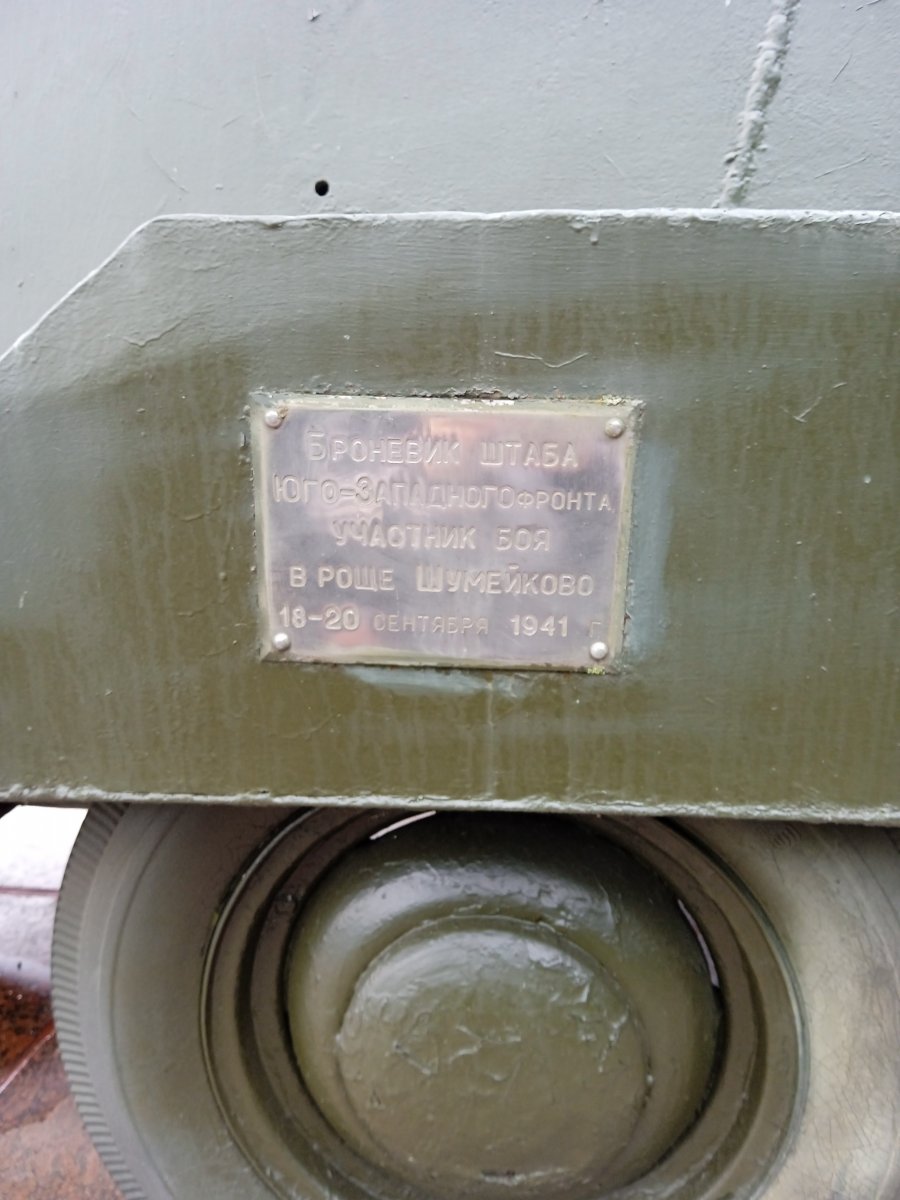 Броневик штаба
Юго-Западного фронта
участник боя
в роще Шумейково
18-20 сентября 1941 г